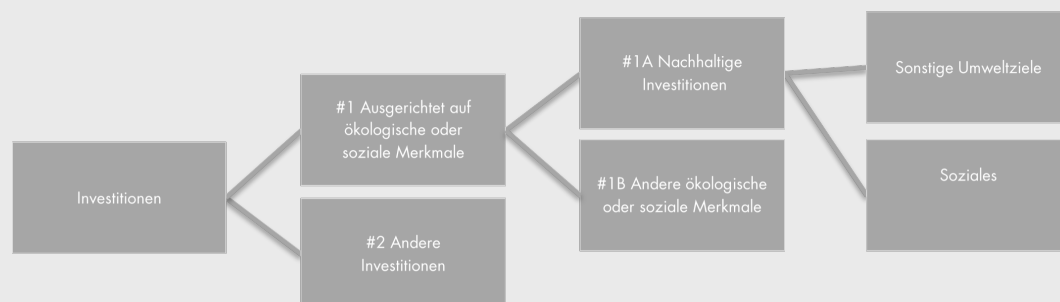 Investitionen
#1 Ausgerichtet auf
ökologische oder
soziale Merkmale
#2 Andere
Investitionen
#1A Nachhaltige
Investitionen
#1B Andere ökologische
oder soziale Merkmale
Sonstige Umweltziele
Soziales